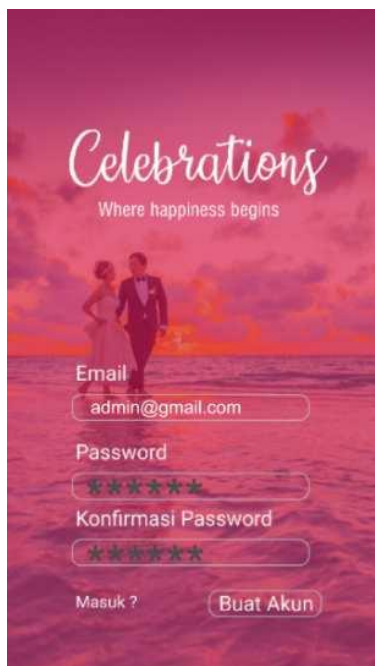 Celebrations
Where happiness begins
Email
admin@gmail.com
Password
******
Konfirmasi Password
******
Masuk ?
Buat Akun